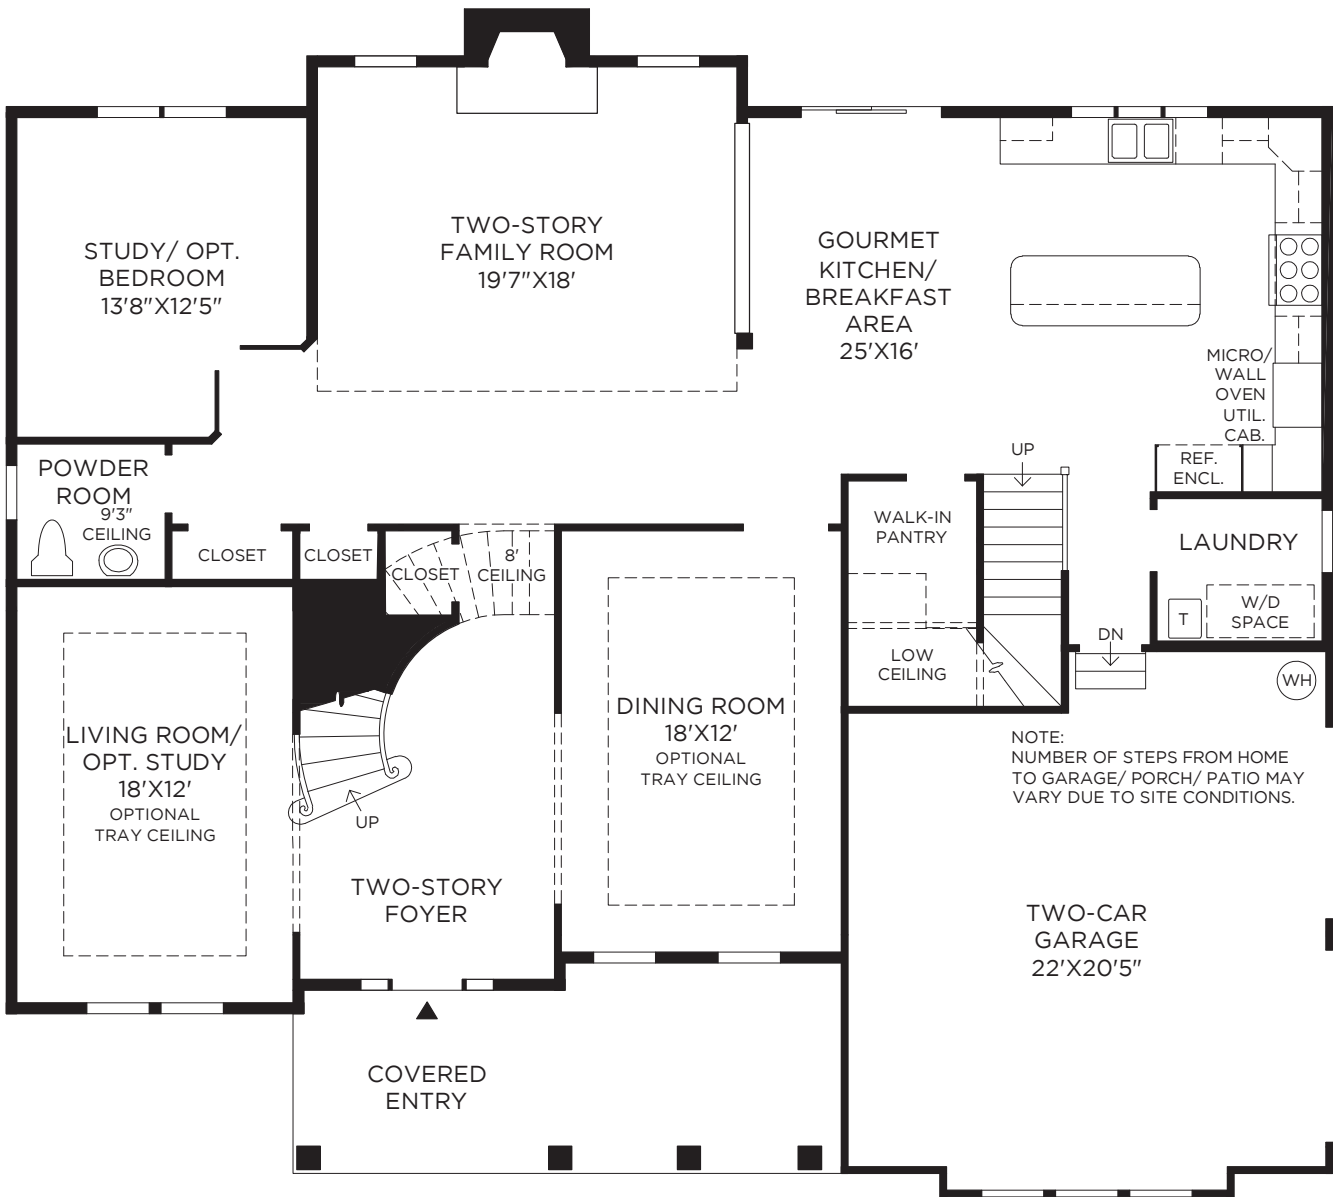 STUDY/ OPT.
BEDROOM
13'8"X12'5"
TWO-STORY
FAMILY ROOM
19'7"X18'
GOURMET
KITCHEN/
BREAKFAST
AREA
25'X16'
MICRO/
WALL
OVEN
UTIL.
CAB.
REF.
ENCL.
UP
POWDER
ROOM
9'3"
CEILING
CLOSET
CLOSET
CLOSET
8'
CEILING
WALK-IN
PANTRY
LAUNDRY
W/D
SPACE
T
DN
LOW
CEILING
WH
LIVING ROOM/
OPT. STUDY
18'X12'
OPTIONAL
TRAY CEILING
UP
DINING ROOM
18'X12'
OPTIONAL
TRAY CEILING
NOTE:
NUMBER OF STEPS FROM HOME
TO GARAGE/ PORCH/ PATIO MAY
VARY DUE TO SITE CONDITIONS.
TWO-STORY
FOYER
TWO-CAR
GARAGE
22'X20'5"
COVERED
ENTRY